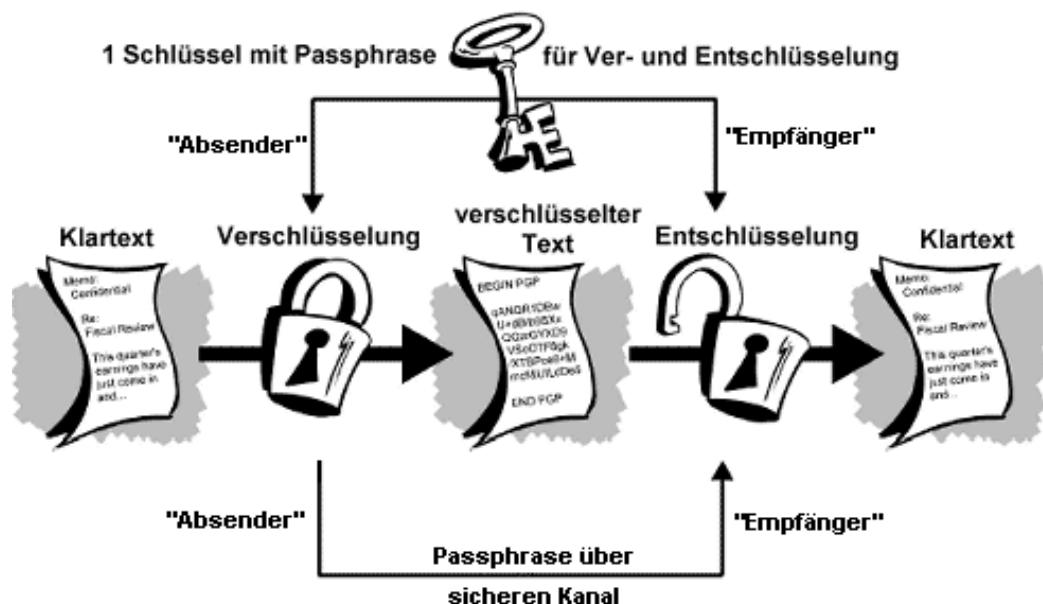 1 Schlüssel mit Passphrase für Ver- und Entschlüsselung
"Absender"
"Empfänger"
Klartext
Verschlüsselung
verschlüsselter
Text
Entschlüsselung
Klartext
Memo:
Confidential
Re:
Fiscal Review
This quarter's
earnings have
just come in
and...
BEGIN PGP
END PGP
Memo:
Confidential
Re:
Fiscal Review
This quarter's
earnings have
just come in
and...
"Absender"
"Empfänger"
Passphrase über
sicheren Kanal